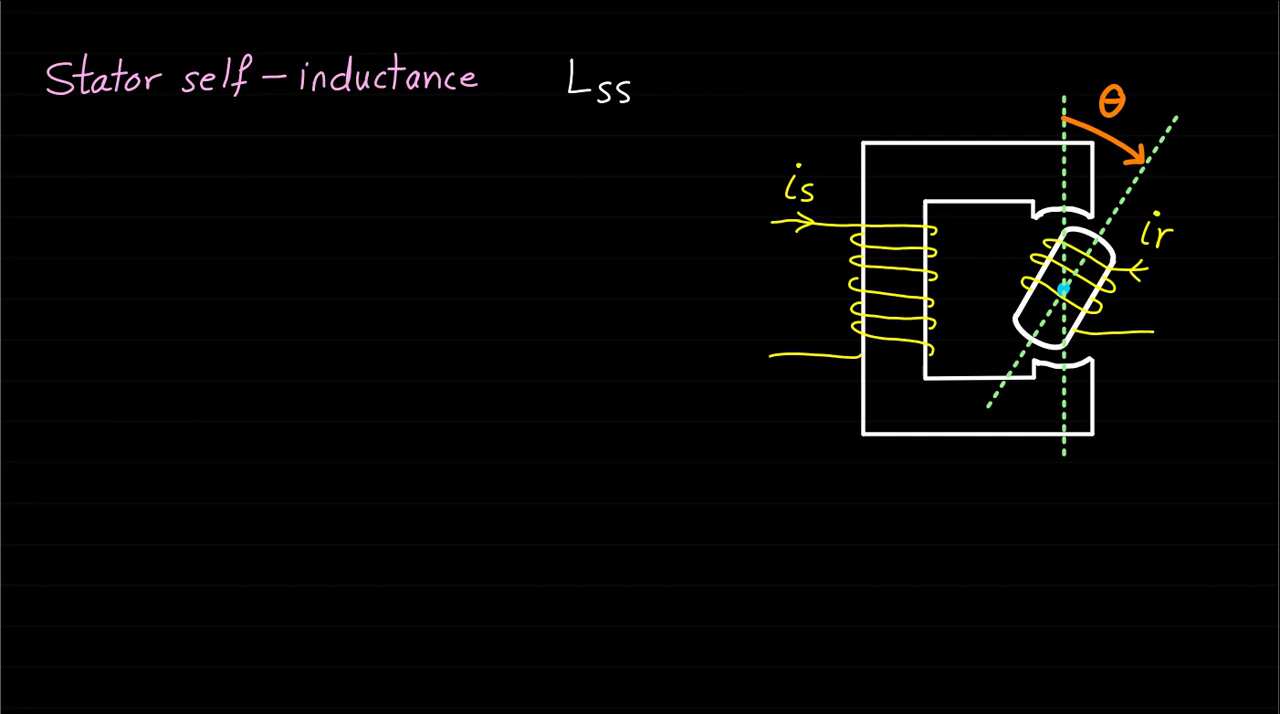 Stator self-inductance Lss
θ
is
ir